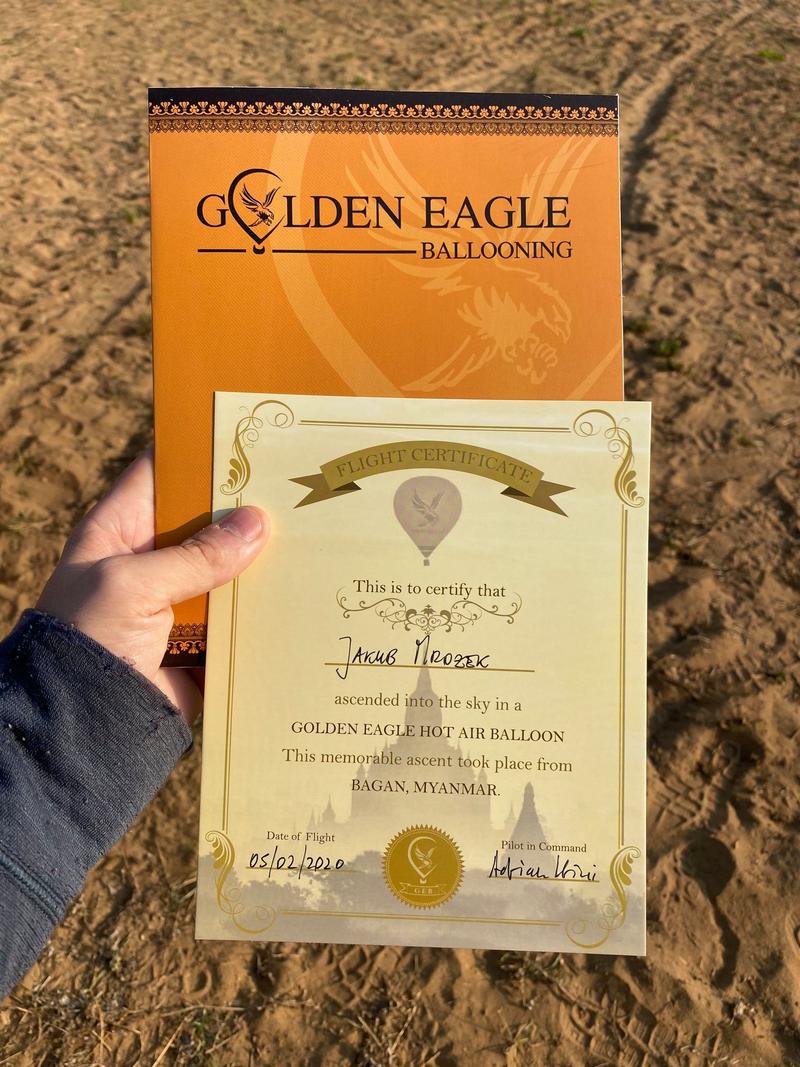 GOLDEN EAGLE
BALLOONING
FLIGHT CERTIFICATE
This is to certify that
JAKUB MROZEK
ascended into the sky in a
GOLDEN EAGLE HOT AIR BALLOON
This memorable ascent took place from
BAGAN, MYANMAR.
Date of Flight
05/02/2020
Pilot in Command
Adrian
GEB